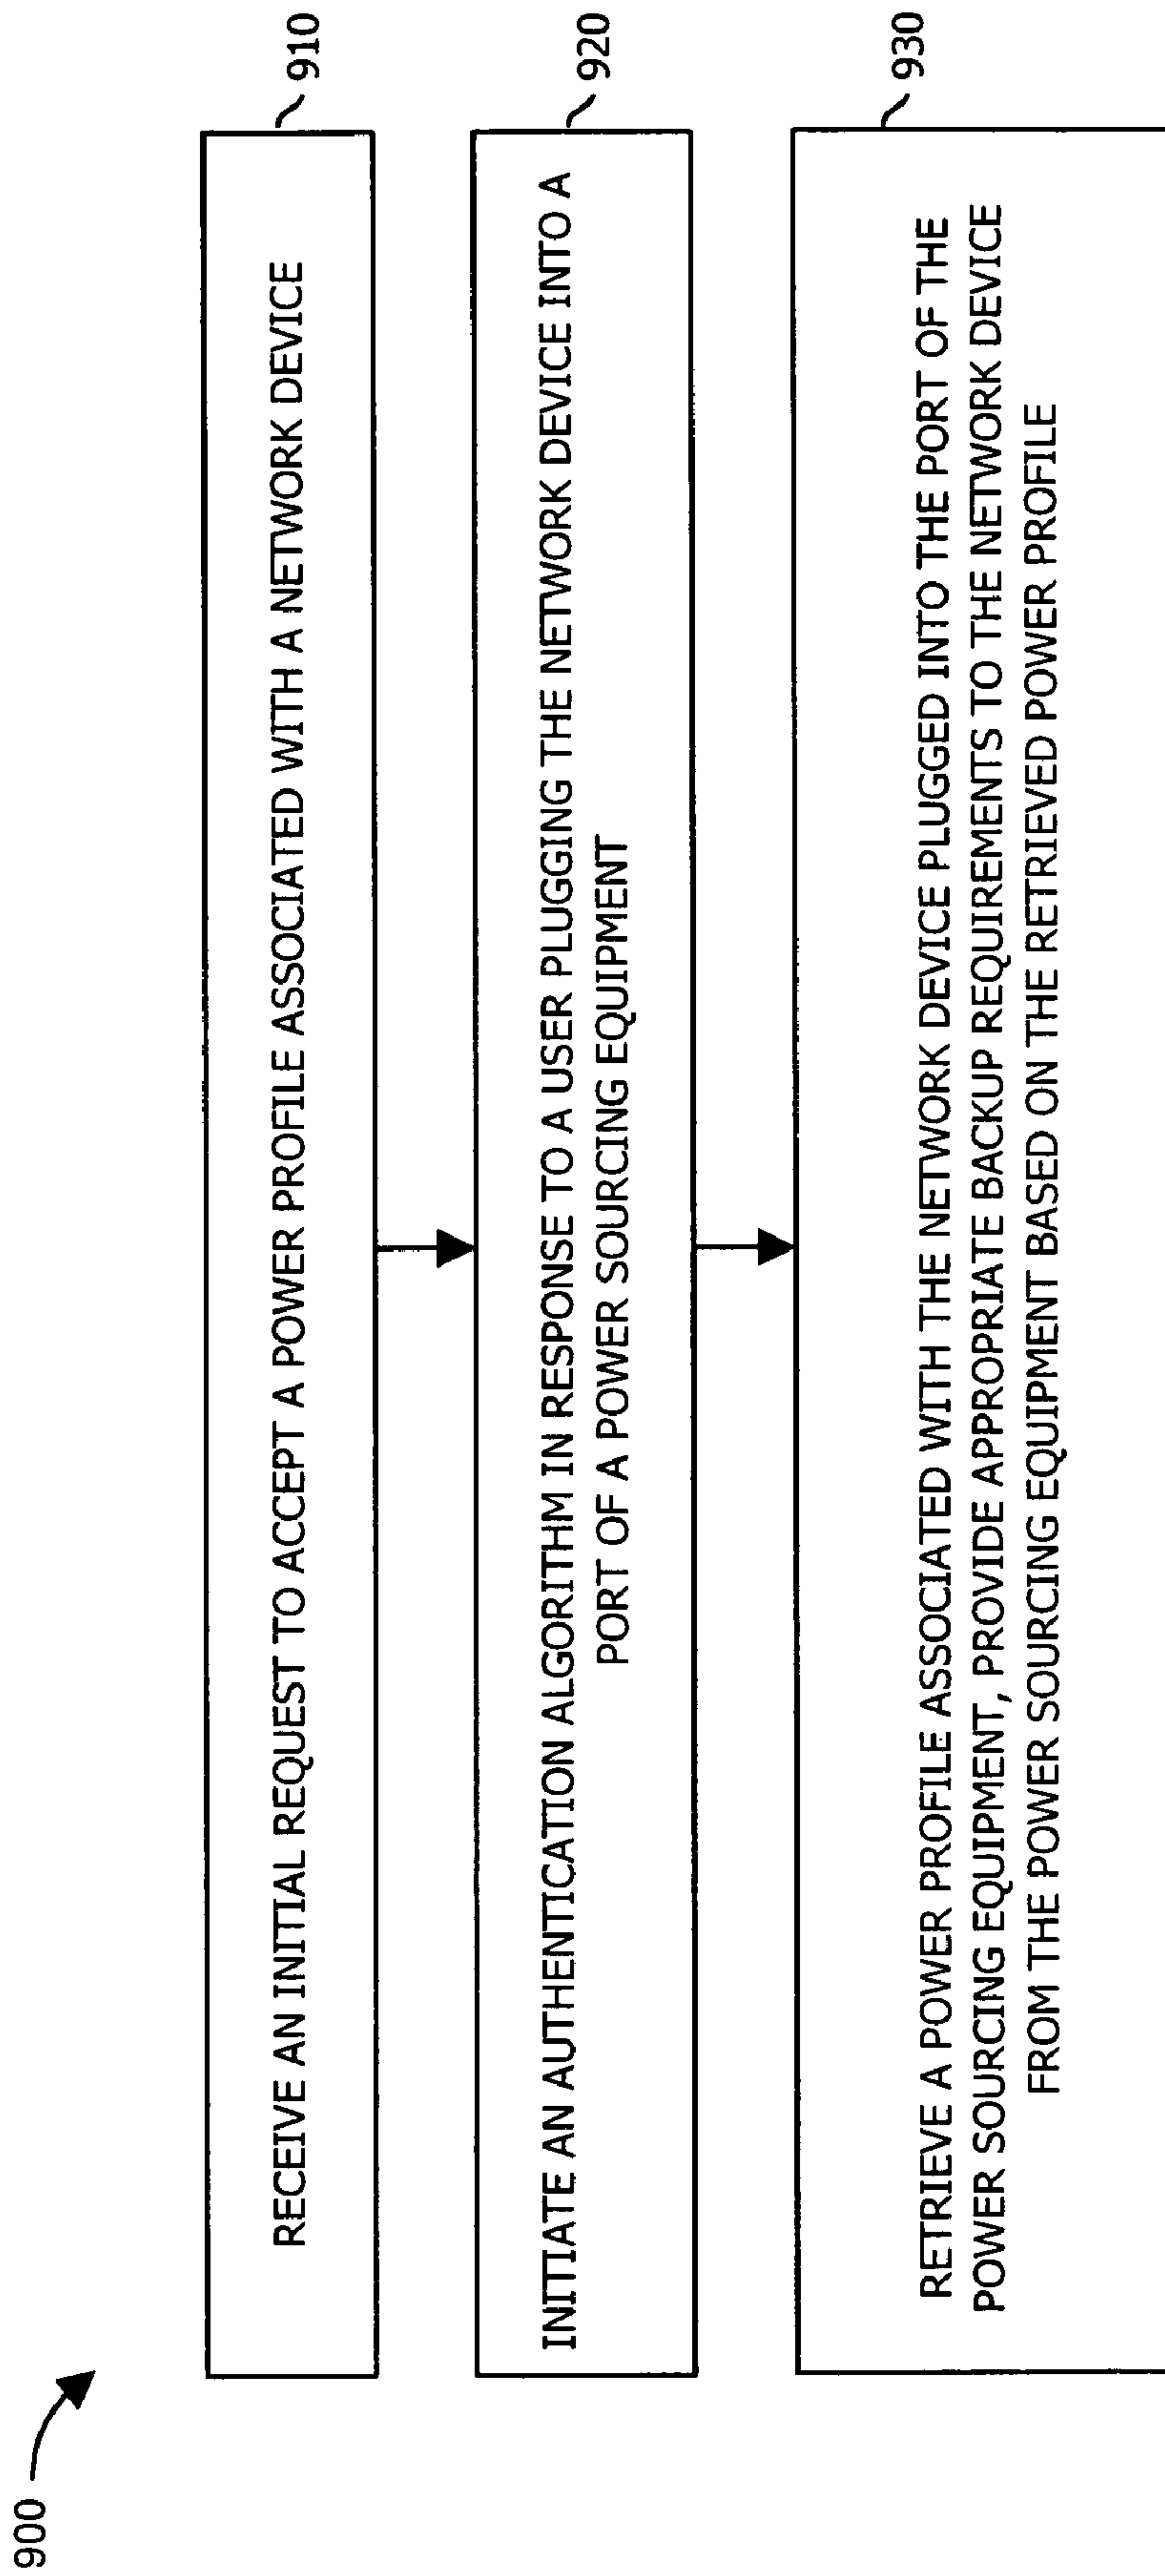 900
RECEIVE AN INITIAL REQUEST TO ACCEPT A POWER PROFILE ASSOCIATED WITH A NETWORK DEVICE
910
INITIATE AN AUTHENTICATION ALGORITHM IN RESPONSE TO A USER PLUGGING THE NETWORK DEVICE INTO A
PORT OF A POWER SOURCING EQUIPMENT
920
RETRIEVE A POWER PROFILE ASSOCIATED WITH THE NETWORK DEVICE PLUGGED INTO THE PORT OF THE
POWER SOURCING EQUIPMENT, PROVIDE APPROPRIATE BACKUP REQUIREMENTS TO THE NETWORK DEVICE
FROM THE POWER SOURCING EQUIPMENT BASED ON THE RETRIEVED POWER PROFILE
930